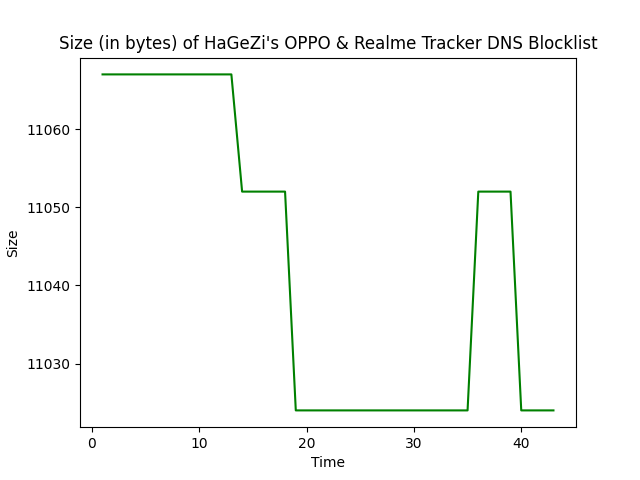 Size (in bytes) of HaGeZi's OPPO & Realme Tracker DNS Blocklist
11060
11050
11040
11030
Size
0 10 20 30 40
Time